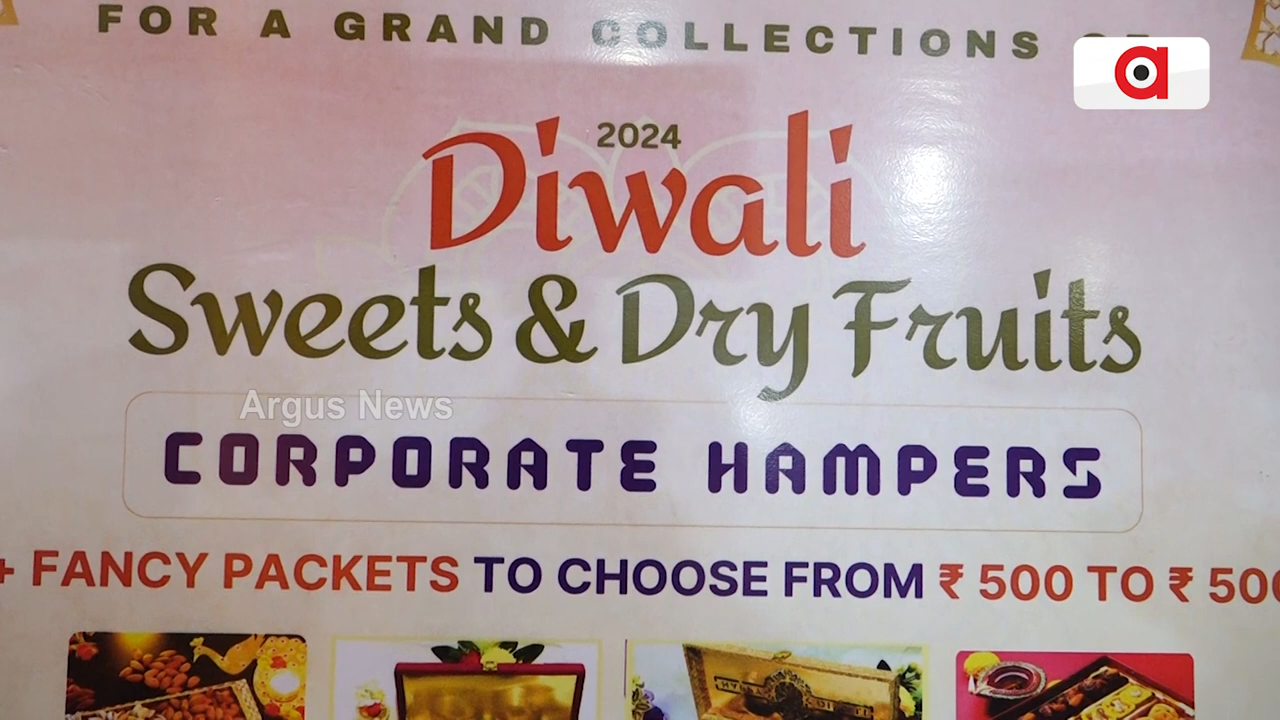 FOR A GRAND COLLECTIONS
2024
Diwali
Sweets & Dry Fruits
Argus News
CORPORATE HAMPERS
+ FANCY PACKETS TO CHOOSE FROM ₹ 500 TO ₹